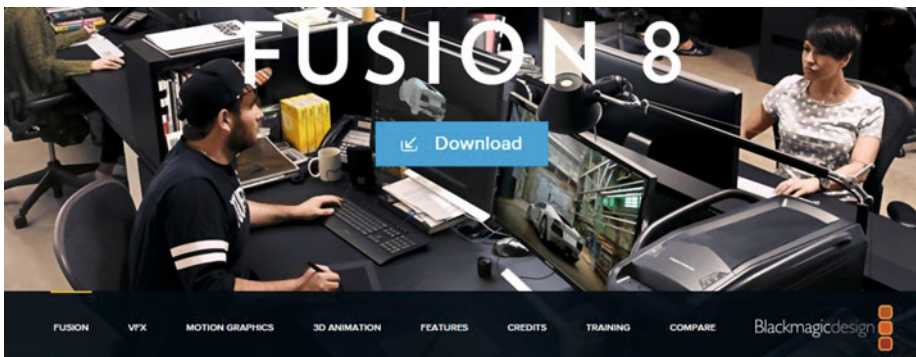 FUSION 8
Download
FUSION VFX MOTION GRAPHICS 3D ANIMATION FEATURES CREDITS TRAINING COMPARE Blackmagicdesign